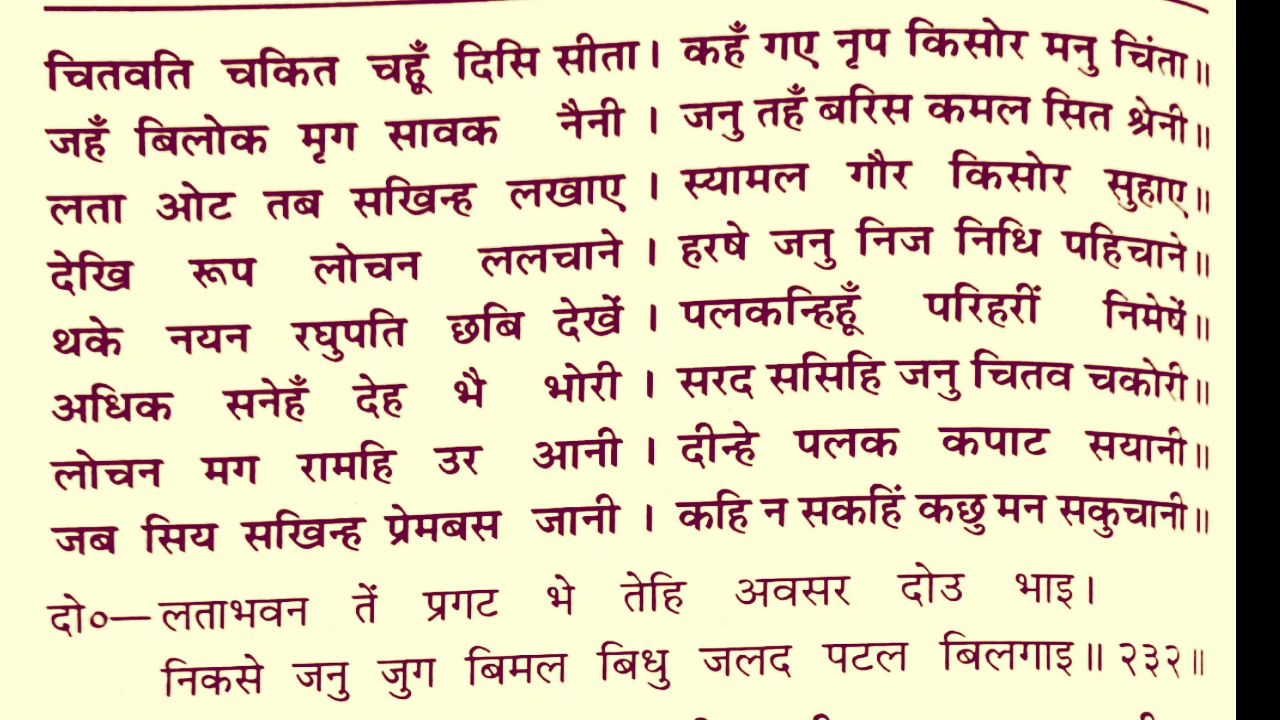 चितवति चकित चहूँ दिसि सीता। कहँ गए नृप किसोर मनु चिंता॥
जहँ बिलोक मृग सावक नैनी । जनु तहँ बरिस कमल सित श्रेनी॥
लता ओट तब सखिन्ह लखाए । स्यामल गौर किसोर सुहाए॥
देखि रूप लोचन ललचाने । हरषे जनु निज निधि पहिचाने॥
थके नयन रघुपति छबि देखें । पलकन्हिहूँ परिहरीं निमेषें॥
अधिक सनेहँ देह भै भोरी । सरद ससिहि जनु चितव चकोरी॥
लोचन मग रामहि उर आनी । दीन्हे पलक कपाट सयानी॥
जब सिय सखिन्ह प्रेमबस जानी । कहि न सकहिं कछु मन सकुचानी॥
दो०—लताभवन तें प्रगट भे तेहि अवसर दोउ भाइ।
निकसे जनु जुग बिमल बिधु जलद पटल बिलगाइ॥ २३२॥